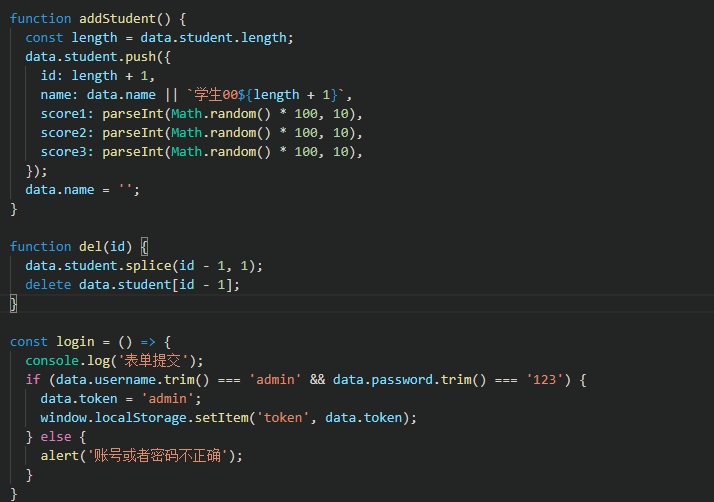 function addStudent() {
  const length = data.student.length;
  data.student.push({
    id: length + 1,
    name: data.name || `学生00${length + 1}`,
    score1: parseInt(Math.random() * 100, 10),
    score2: parseInt(Math.random() * 100, 10),
    score3: parseInt(Math.random() * 100, 10),
  });
  data.name = '';
}

function del(id) {
  data.student.splice(id - 1, 1);
  delete data.student[id - 1];
}

const login = () => {
  console.log('表单提交');
  if (data.username.trim() === 'admin' && data.password.trim() === '123') {
    data.token = 'admin';
    window.localStorage.setItem('token', data.token);
  } else {
    alert('账号或者密码不正确');
  }
}